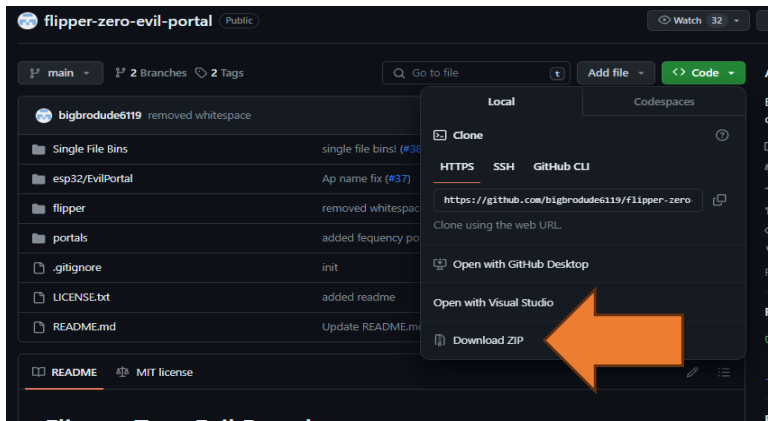 flipper-zero-evil-portal Public Watch 32
main 2 Branches 2 Tags Go to file t Add file Code
Local Codespaces
bigbrodude6119 removed whitespace
Clone
Single File Bins single file bins! (#38
HTTPS SSH GitHub CLI
esp32/EvilPortal Ap name fix (#37)
https://github.com/bigbrodude6119/flipper-zero-
flipper removed whitespac
Clone using the web URL.
portals added fequency po
.gitignore init
Open with GitHub Desktop
LICENSE.txt added readme
Open with Visual Studio
README.md Update README.m
Download ZIP
README MIT license